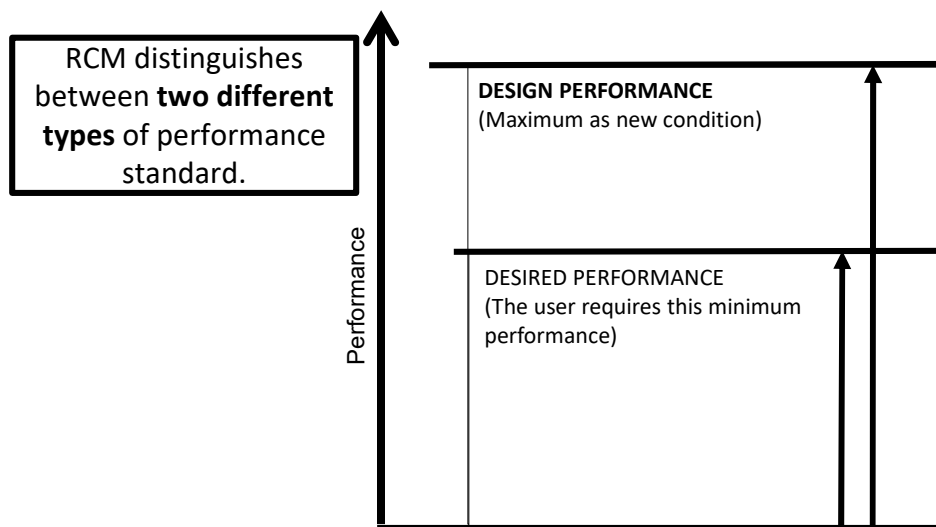 RCM distinguishes
between two different
types of performance
standard.
Performance
DESIGN PERFORMANCE
(Maximum as new condition)
DESIRED PERFORMANCE
(The user requires this minimum
performance)